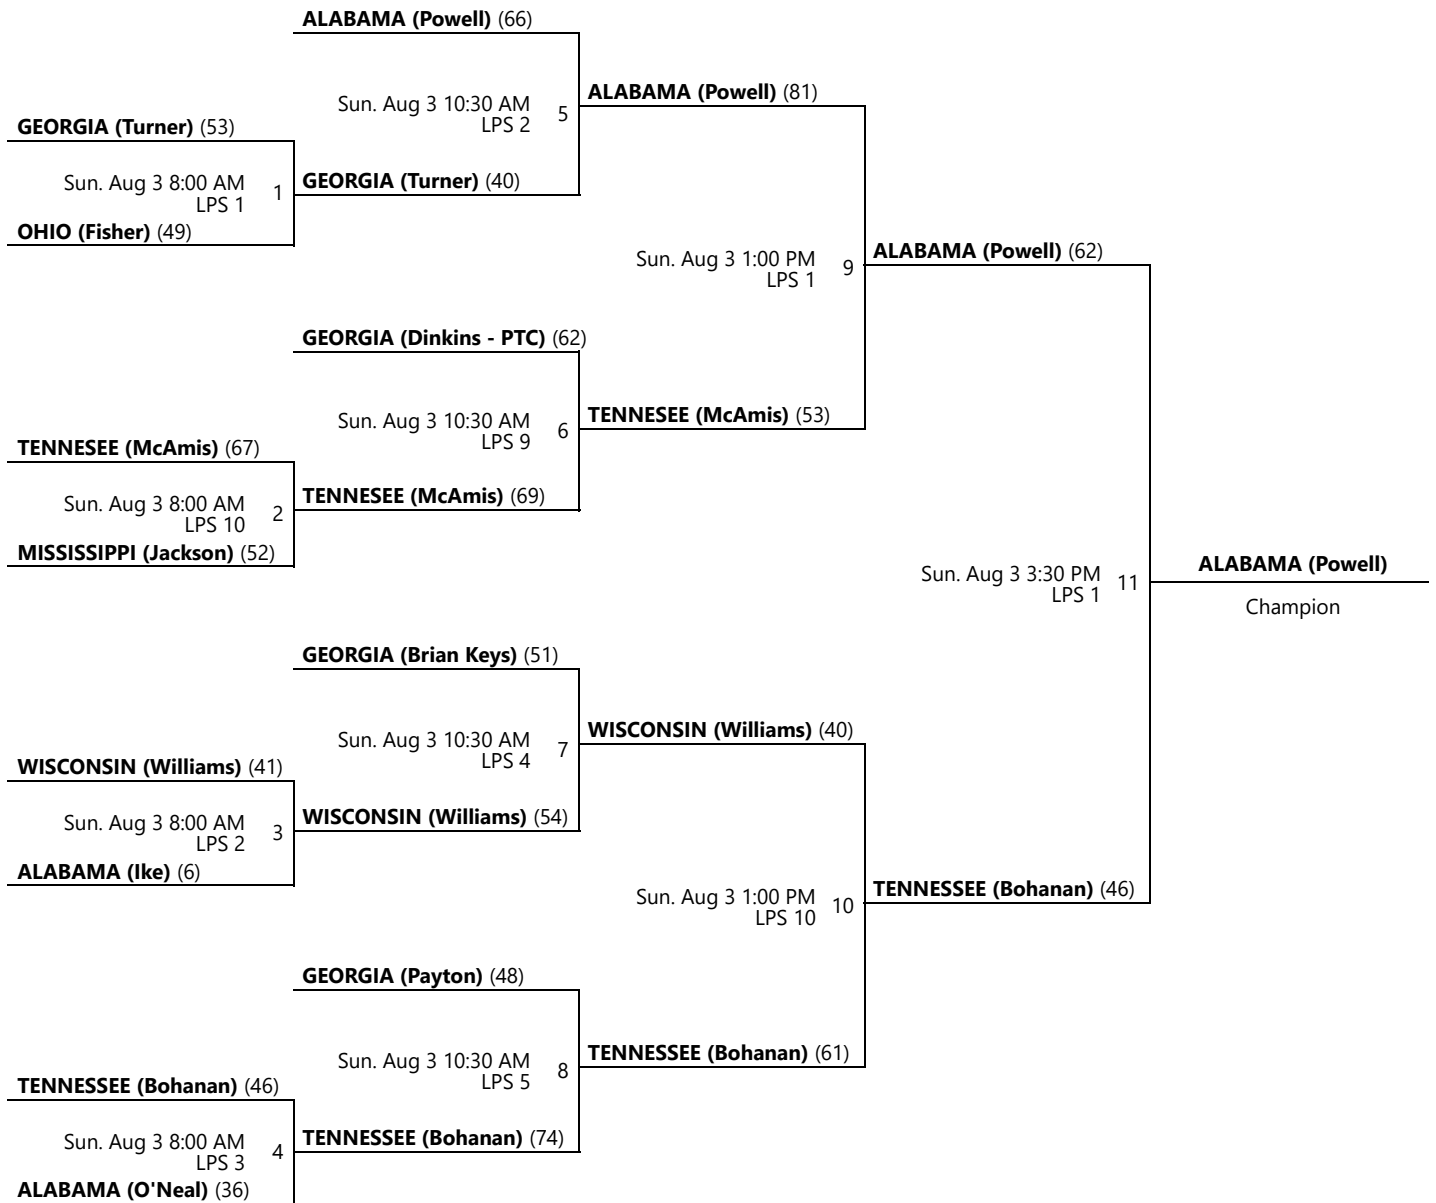 ALABAMA (Powell) (66)
Sun. Aug 3 10:30 AM 5
LPS 2
ALABAMA (Powell) (81)
GEORGIA (Turner) (53)
Sun. Aug 3 8:00 AM 1
LPS 1
GEORGIA (Turner) (40)
OHIO (Fisher) (49)
Sun. Aug 3 1:00 PM 9
LPS 1
ALABAMA (Powell) (62)
GEORGIA (Dinkins - PTC) (62)
Sun. Aug 3 10:30 AM 6
LPS 9
TENNESEE (McAmis) (53)
TENNESEE (McAmis) (67)
Sun. Aug 3 8:00 AM 2
LPS 10
TENNESEE (McAmis) (69)
MISSISSIPPI (Jackson) (52)
Sun. Aug 3 3:30 PM 11
LPS 1
ALABAMA (Powell)
Champion
GEORGIA (Brian Keys) (51)
Sun. Aug 3 10:30 AM 7
LPS 4
WISCONSIN (Williams) (40)
WISCONSIN (Williams) (41)
Sun. Aug 3 8:00 AM 3
LPS 2
WISCONSIN (Williams) (54)
ALABAMA (Ike) (6)
Sun. Aug 3 1:00 PM 10
LPS 10
TENNESSEE (Bohanan) (46)
GEORGIA (Payton) (48)
Sun. Aug 3 10:30 AM 8
LPS 5
TENNESSEE (Bohanan) (61)
TENNESSEE (Bohanan) (46)
Sun. Aug 3 8:00 AM 4
LPS 3
TENNESSEE (Bohanan) (74)
ALABAMA (O'Neal) (36)